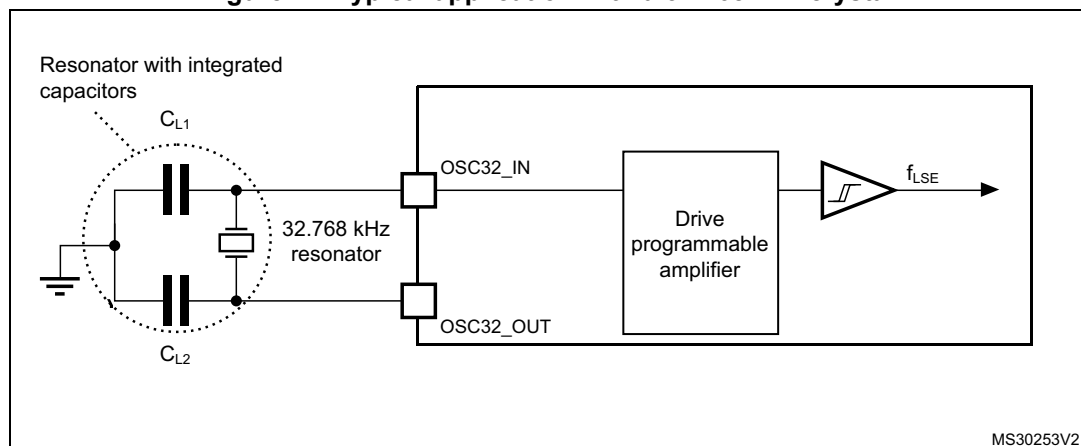 Resonator with integrated
capacitors
CL1
OSC32_IN
fLSE
32.768 kHz
resonator
Drive
programmable
amplifier
OSC32_OUT
CL2
MS30253V2